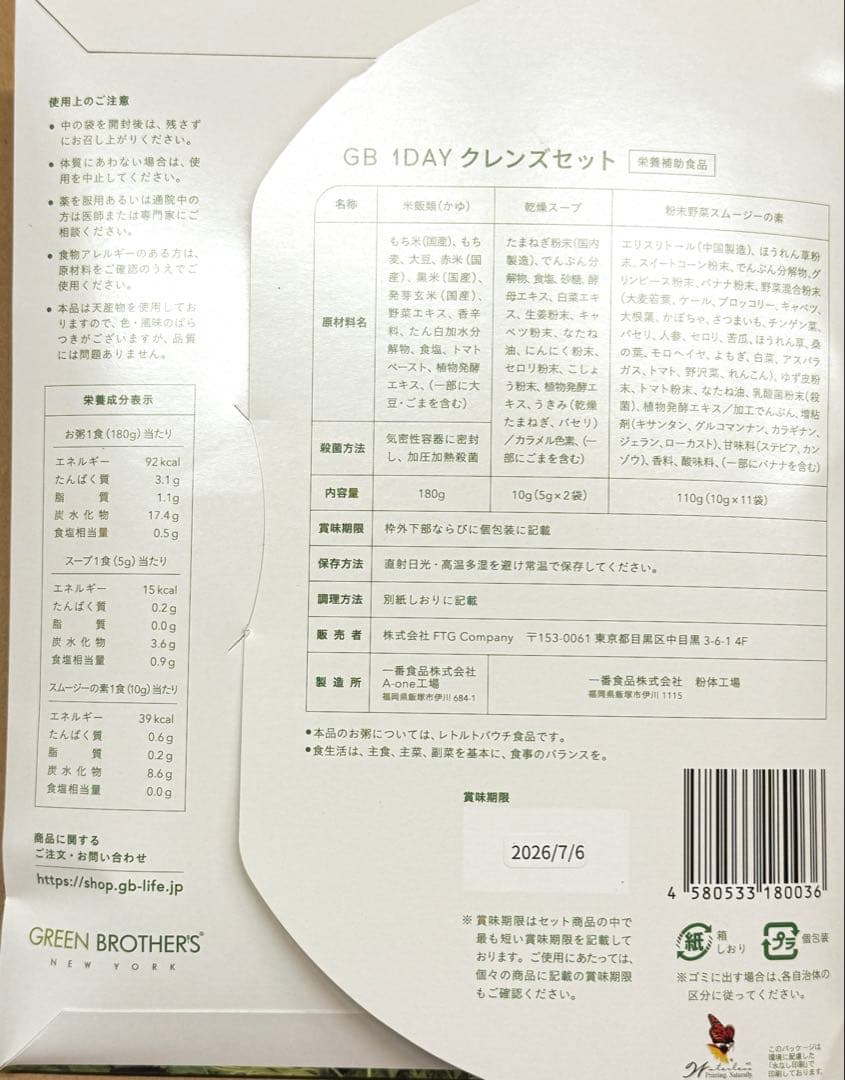 使用上のご注意
● 中の袋を開封後は、残さず
にお召し上がりください。
● 体質にあわない場合は、使
用を中止してください。
● 薬を服用あるいは通院中の
方は医師または専門家にご
相談ください。
● 食物アレルギーのある方は、
原材料をご確認のうえでご
使用ください。
● 本品は天産物を使用してお
りますので、色・風味のばら
つきがございますが、品質
には問題ありません。
栄養成分表示
お粥1食(180g)当たり
エネルギー 92kcal
たんぱく質 3.1g
脂質 1.1g
炭水化物 17.4g
食塩相当量 0.5g
スープ1食(5g)当たり
エネルギー 15kcal
たんぱく質 0.2g
脂質 0.0g
炭水化物 3.6g
食塩相当量 0.9g
スムージーの素1食(10g)当たり
エネルギー 39kcal
たんぱく質 0.6g
脂質 0.2g
炭水化物 8.6g
食塩相当量 0.0g
商品に関する
ご注文・お問い合わせ
https://shop.gb-life.jp
GREEN BROTHER'S®
NEW YORK
GB 1DAY クレンズセット 栄養補助食品
名称 米飯類(かゆ) 乾燥スープ 粉末野菜スムージーの素
原材料名
もち米(国産)、もち
麦、大豆、赤米(国
産)、黒米(国産)、
発芽玄米(国産)、
野菜エキス、香辛
料、たん白加水分
解物、食塩、トマト
ペースト、植物発酵
エキス、(一部に大
豆・ごまを含む)
たまねぎ粉末(国内
製造)、でんぷん分
解物、食塩、砂糖、酵
母エキス、白菜エキ
ス、生姜粉末、キャ
ベツ粉末、なたね
油、にんにく粉末、
セロリ粉末、こしょ
う粉末、植物発酵エ
キス、うきみ(乾燥
たまねぎ、パセリ)
/カラメル色素、(一
部にごまを含む)
エリスリトール(中国製造)、ほうれん草粉
末、スイートコーン粉末、でんぷん分解物、グ
リンピース粉末、バナナ粉末、野菜混合粉末
(大麦若葉、ケール、ブロッコリー、キャベツ、
大根葉、かぼちゃ、さつまいも、チンゲン菜、
パセリ、人参、セロリ、苦瓜、ほうれん草、桑
の葉、モロヘイヤ、よもぎ、白菜、アスパラ
ガス、トマト、野沢菜、れんこん)、ゆず皮粉
末、トマト粉末、なたね油、乳酸菌粉末(殺
菌)、植物発酵エキス/加工でんぷん、増粘
剤(キサンタン、グルコマンナン、カラギナン、
ジェラン、ローカスト)、甘味料(ステビア、カン
ゾウ)、香料、酸味料、(一部にバナナを含む)
殺菌方法 気密性容器に密封
し、加圧加熱殺菌
内容量 180g 10g(5g×2袋) 110g(10g×11袋)
賞味期限 枠外下部ならびに個包装に記載
保存方法 直射日光・高温多湿を避け常温で保存してください。
調理方法 別紙しおりに記載
販売者 株式会社 FTG Company 〒153-0061 東京都目黒区中目黒 3-6-1 4F
製造所
一番食品株式会社
A-one工場
福岡県飯塚市伊川 684-1
一番食品株式会社 粉体工場
福岡県飯塚市伊川 1115
●本品のお粥については、レトルトパウチ食品です。
●食生活は、主食、主菜、副菜を基本に、食事のバランスを。
賞味期限
2026/7/6
※ 賞味期限はセット商品の中で
最も短い賞味期限を記載して
おります。ご使用にあたっては、
個々の商品に記載の賞味期限
もご確認ください。
4 580533 180036
紙 箱
しおり
プラ 個包装
※ゴミに出す場合は、各自治体の
区分に従ってください。
Waterless
Printing. Naturally.
このパッケージは
環境に配慮した
「水なし印刷」で
印刷しております。